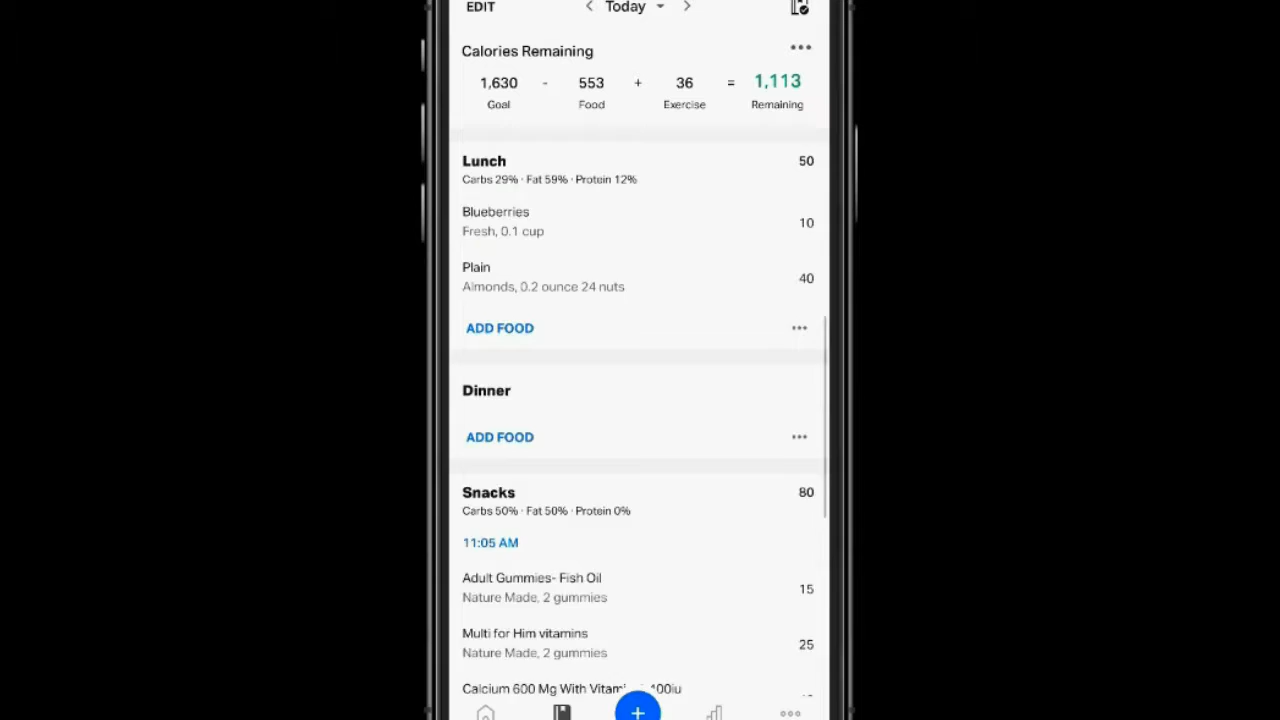 EDIT
Today
Calories Remaining
1,630 - 553 + 36 = 1,113
Goal Food Exercise Remaining
Lunch 50
Carbs 29% · Fat 59% · Protein 12%
Blueberries
Fresh, 0.1 cup
10
Plain
Almonds, 0.2 ounce 24 nuts
40
ADD FOOD
Dinner
ADD FOOD
Snacks 80
Carbs 50% · Fat 50% · Protein 0%
11:05 AM
Adult Gummies- Fish Oil
Nature Made, 2 gummies
15
Multi for Him vitamins
Nature Made, 2 gummies
25
Calcium 600 Mg With 400iu